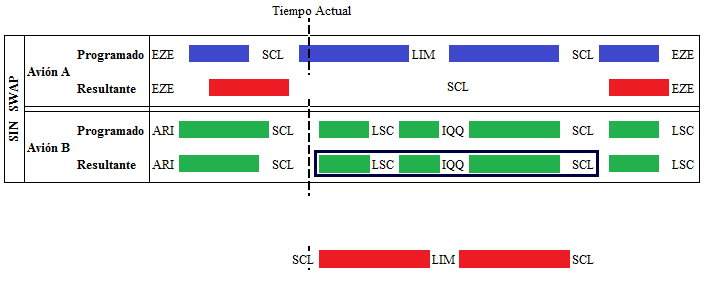 Tiempo Actual
SIN SWAP
Avión A
Programado EZE SCL LIM SCL EZE
Resultante EZE SCL EZE
Avión B
Programado ARI SCL LSC IQQ SCL LSC
Resultante ARI SCL LSC IQQ SCL LSC
SCL LIM SCL